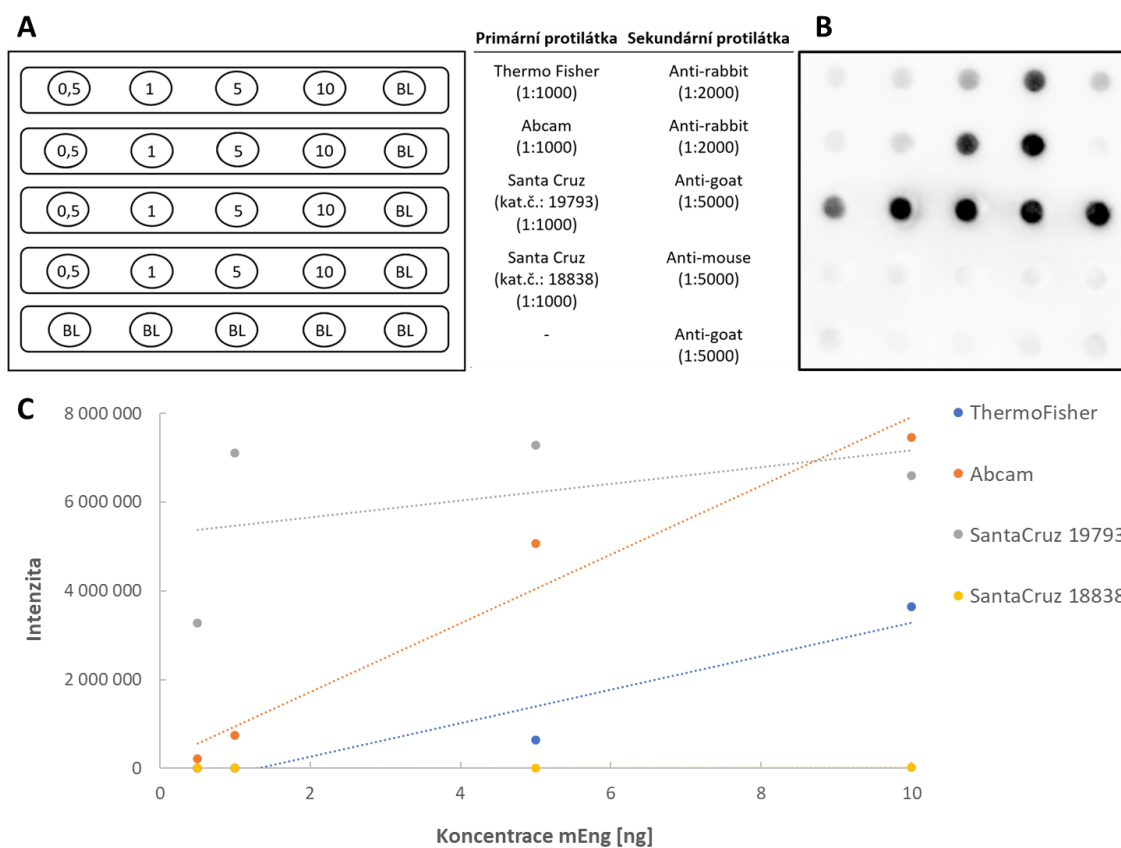 A
B
Primární protilátka Sekundární protilátka
0,5 1 5 10 BL
Thermo Fisher Anti-rabbit
(1:1000) (1:2000)
0,5 1 5 10 BL
Abcam Anti-rabbit
(1:1000) (1:2000)
0,5 1 5 10 BL
Santa Cruz Anti-goat
(kat.č.: 19793) (1:5000)
(1:1000)
0,5 1 5 10 BL
Santa Cruz Anti-mouse
(kat.č.: 18838) (1:5000)
(1:1000)
BL BL BL BL BL
- Anti-goat
(1:5000)
C
8 000 000
6 000 000
4 000 000
2 000 000
0
Intenzita
0 2 4 6 8 10
Koncentrace mEng [ng]
ThermoFisher
Abcam
SantaCruz 19793
SantaCruz 18838